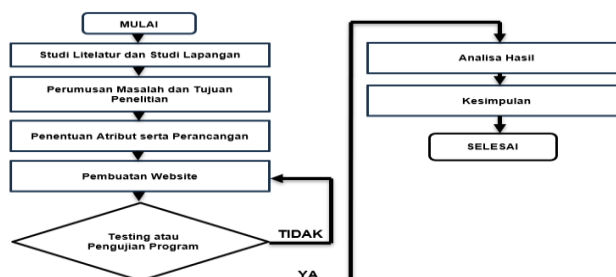 MULAI
Studi Litelatur dan Studi Lapangan
Perumusan Masalah dan Tujuan
Penelitian
Penentuan Atribut serta Perancangan
Pembuatan Website
Testing atau
Pengujian Program
TIDAK
YA
Analisa Hasil
Kesimpulan
SELESAI